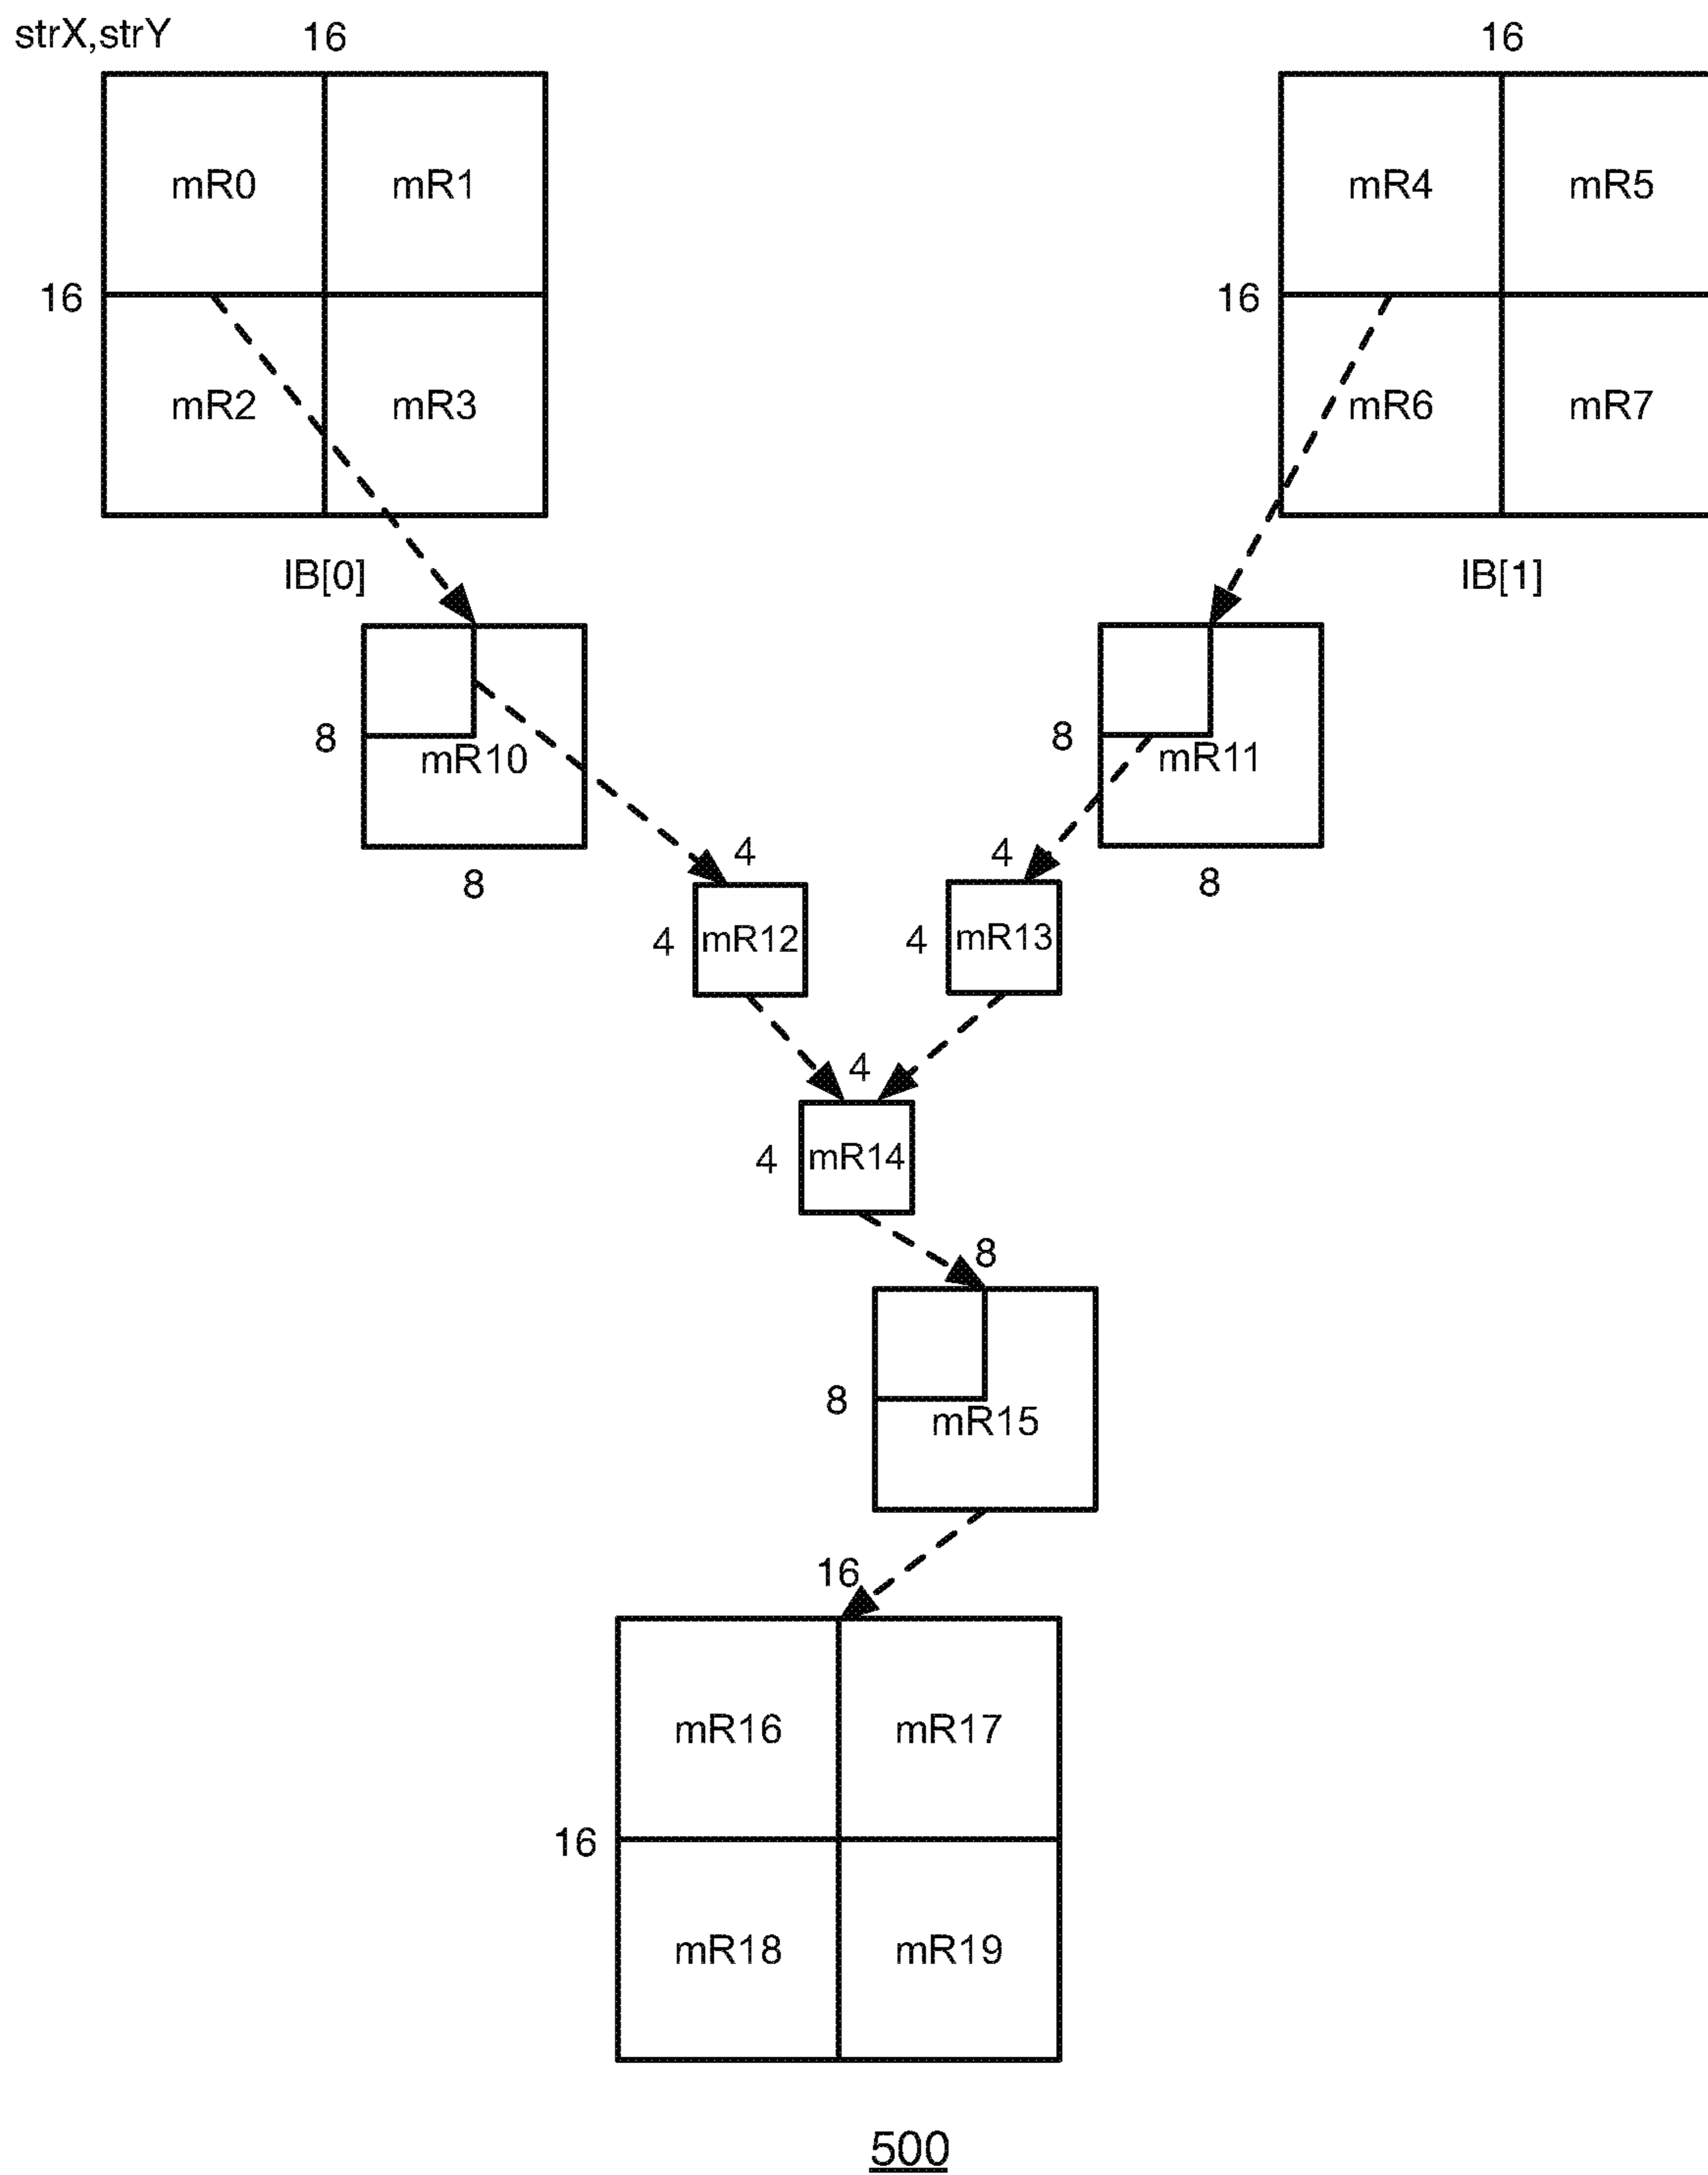 strX,strY 16 16
mR0 mR1 mR4 mR5
16 16
mR2 mR3 mR6 mR7
IB[0] IB[1]
8 mR10 8 mR11
8 8
4 4
4 mR12 4 mR13
4
4 mR14
8
8 mR15
16
mR16 mR17
16
mR18 mR19
500